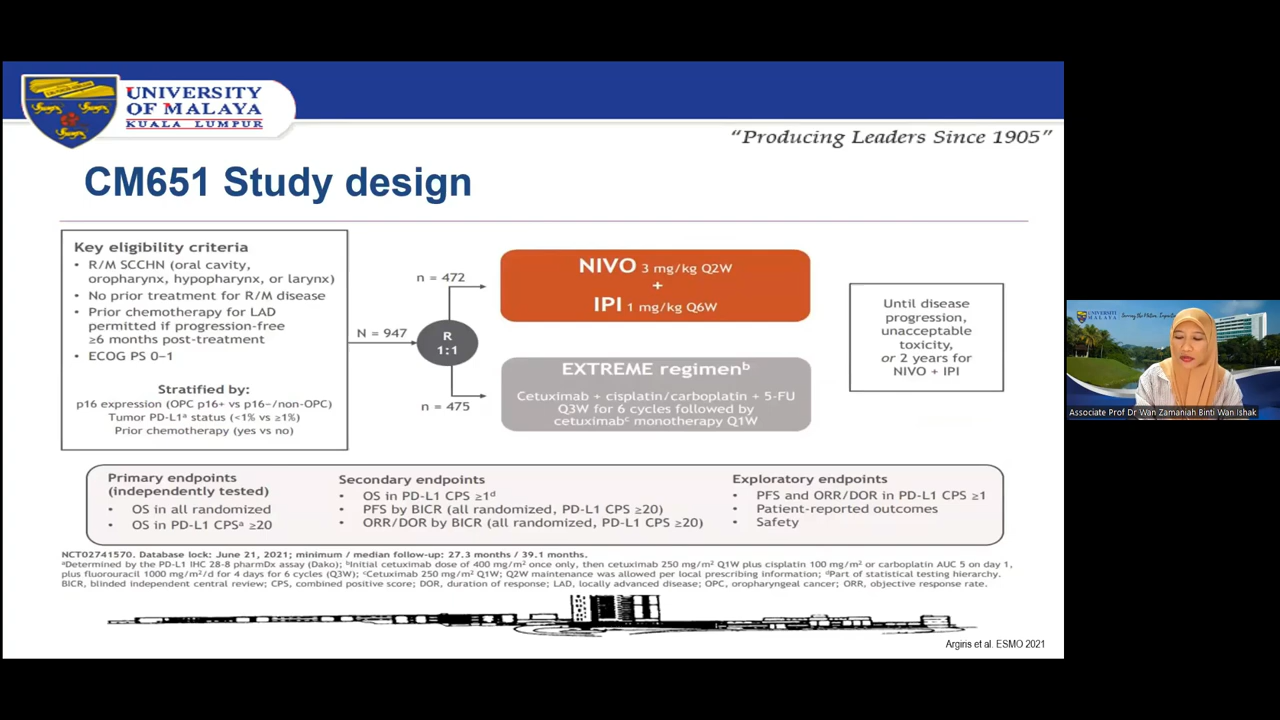 UNIVERSITY
OF MALAYA
KUALA LUMPUR
“Producing Leaders Since 1905”
CM651 Study design
Key eligibility criteria
• R/M SCCHN (oral cavity,
oropharynx, hypopharynx, or larynx)
• No prior treatment for R/M disease
• Prior chemotherapy for LAD
permitted if progression-free
≥6 months post-treatment
• ECOG PS 0–1
Stratified by:
p16 expression (OPC p16+ vs p16−/non-OPC)
Tumor PD-L1ᵃ status (<1% vs ≥1%)
Prior chemotherapy (yes vs no)
N = 947
R
1:1
n = 472
n = 475
NIVO 3 mg/kg Q2W
+
IPI 1 mg/kg Q6W
EXTREME regimenᵇ
Cetuximab + cisplatin/carboplatin + 5-FU
Q3W for 6 cycles followed by
cetuximabᶜ monotherapy Q1W
Until disease
progression,
unacceptable
toxicity,
or 2 years for
NIVO + IPI
Primary endpoints
(independently tested)
• OS in all randomized
• OS in PD-L1 CPSᵃ ≥20
Secondary endpoints
• OS in PD-L1 CPS ≥1ᵈ
• PFS by BICR (all randomized, PD-L1 CPS ≥20)
• ORR/DOR by BICR (all randomized, PD-L1 CPS ≥20)
Exploratory endpoints
• PFS and ORR/DOR in PD-L1 CPS ≥1
• Patient-reported outcomes
• Safety
NCT02741570. Database lock: June 21, 2021; minimum / median follow-up: 27.3 months / 39.1 months.
ᵃDetermined by the PD-L1 IHC 28-8 pharmDx assay (Dako); ᵇInitial cetuximab dose of 400 mg/m² once only, then cetuximab 250 mg/m² Q1W plus cisplatin 100 mg/m² or carboplatin AUC 5 on day 1,
plus fluorouracil 1000 mg/m²/d for 4 days for 6 cycles (Q3W); ᶜCetuximab 250 mg/m² Q1W; Q2W maintenance was allowed per local prescribing information; ᵈPart of statistical testing hierarchy.
BICR, blinded independent central review; CPS, combined positive score; DOR, duration of response; LAD, locally advanced disease; OPC, oropharyngeal cancer; ORR, objective response rate.
Argiris et al. ESMO 2021
Associate Prof Dr Wan Zamaniah Binti Wan Ishak